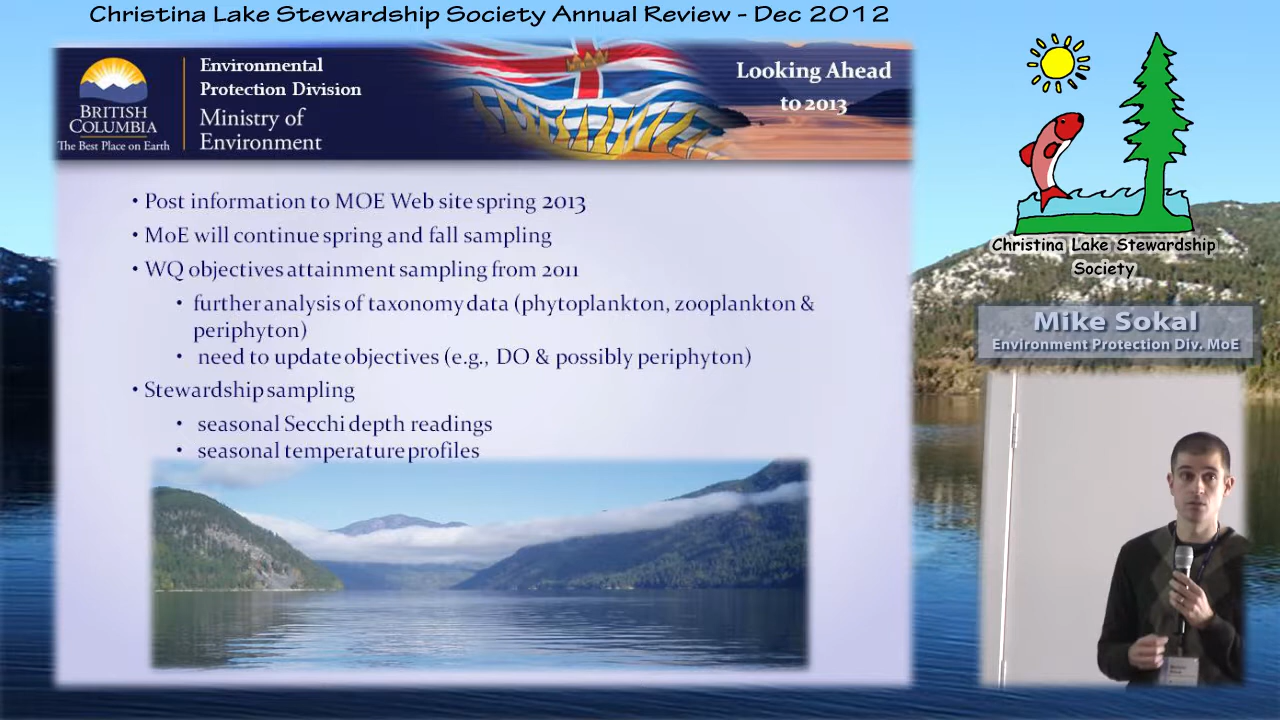 Christina Lake Stewardship Society Annual Review - Dec 2012
Environmental
Protection Division
Ministry of
Environment
BRITISH
COLUMBIA
The Best Place on Earth
Looking Ahead
to 2013
• Post information to MOE Web site spring 2013
• MoE will continue spring and fall sampling
• WQ objectives attainment sampling from 2011
• further analysis of taxonomy data (phytoplankton, zooplankton &
periphyton)
• need to update objectives (e.g., DO & possibly periphyton)
• Stewardship sampling
• seasonal Secchi depth readings
• seasonal temperature profiles
Christina Lake Stewardship
Society
Mike Sokal
Environment Protection Div. MoE